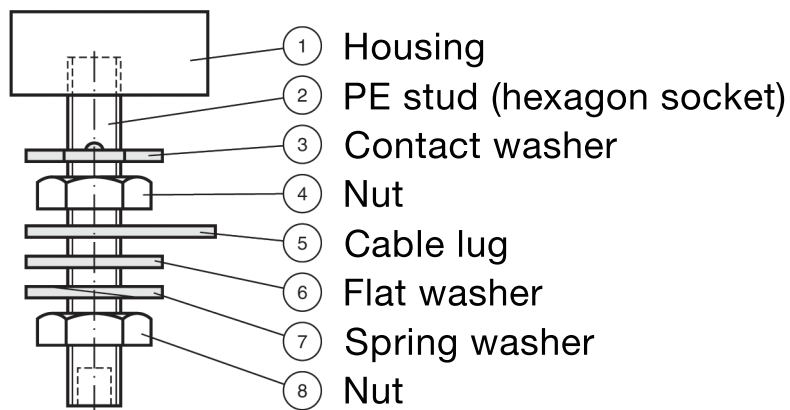 1 Housing
2 PE stud (hexagon socket)
3 Contact washer
4 Nut
5 Cable lug
6 Flat washer
7 Spring washer
8 Nut